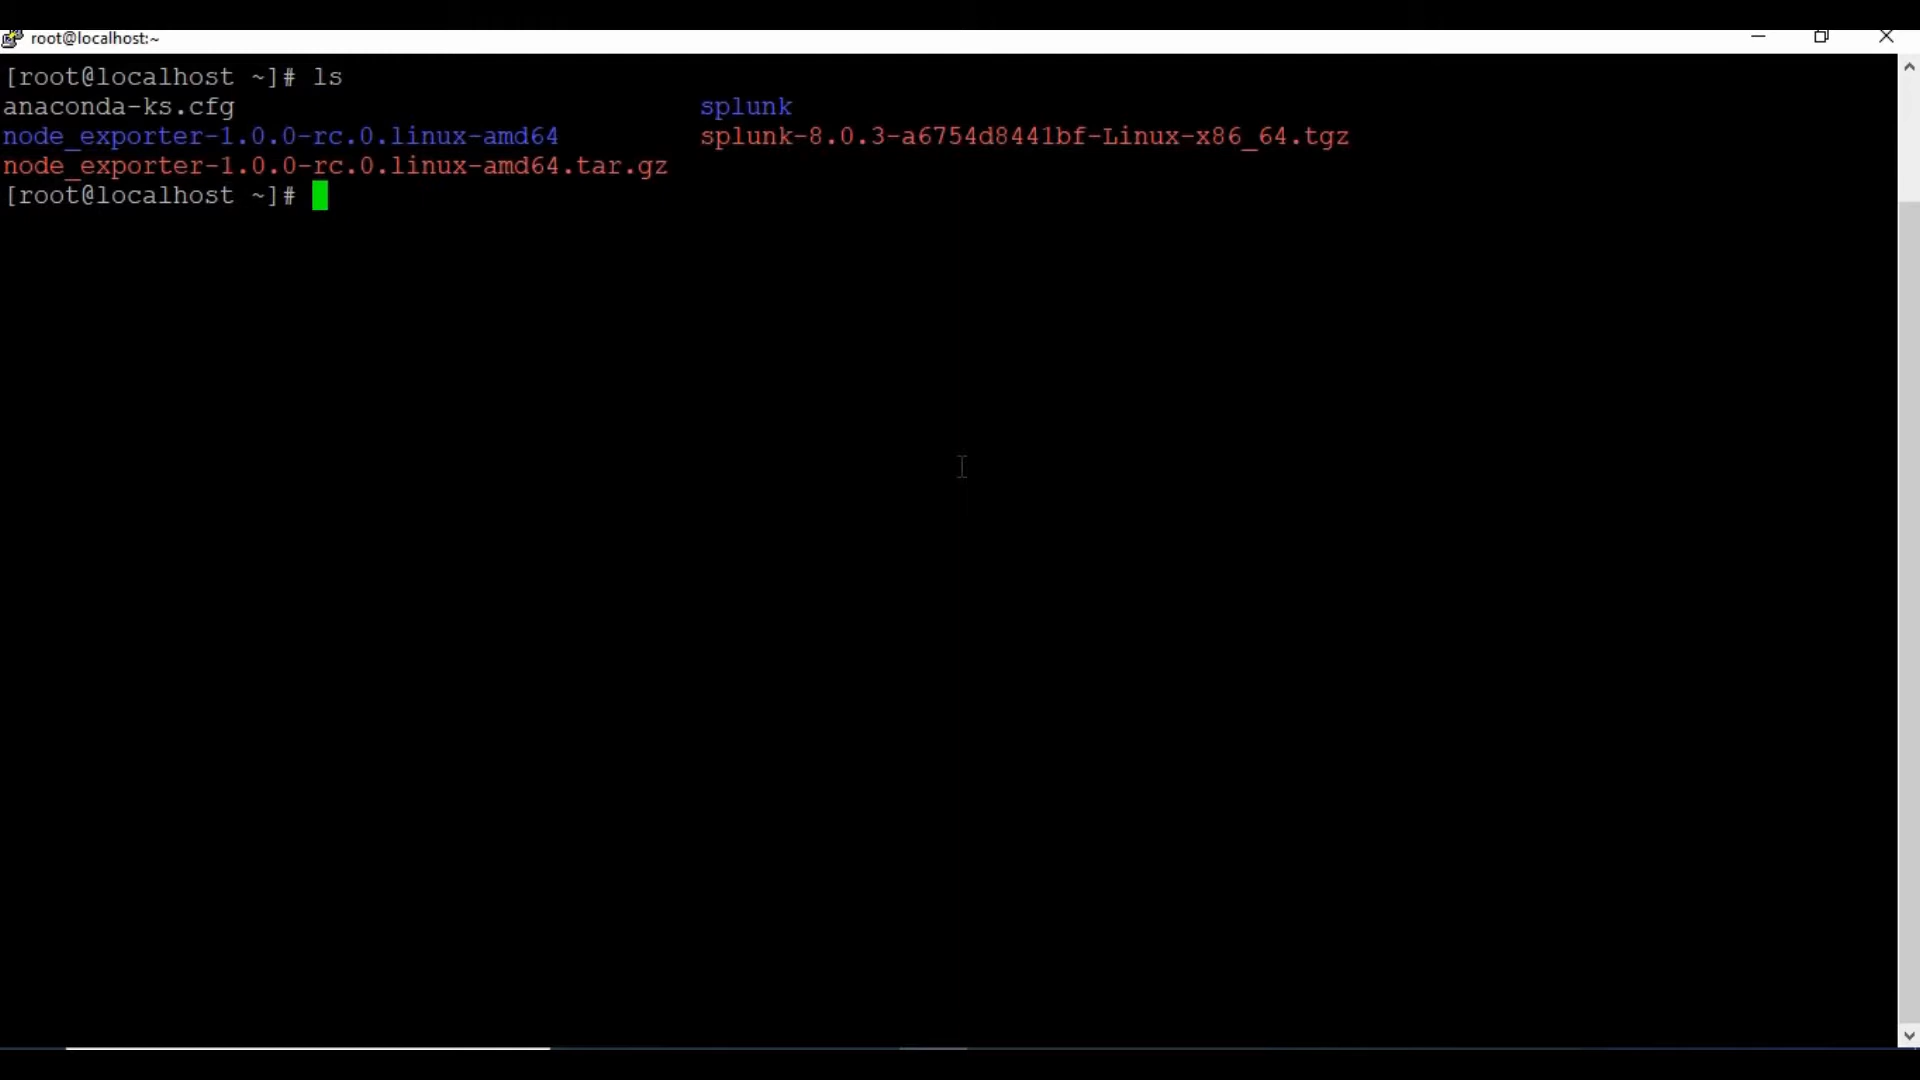 root@localhost:~
[root@localhost ~]# ls
anaconda-ks.cfg splunk
node_exporter-1.0.0-rc.0.linux-amd64 splunk-8.0.3-a6754d8441bf-Linux-x86_64.tgz
node_exporter-1.0.0-rc.0.linux-amd64.tar.gz
[root@localhost ~]#